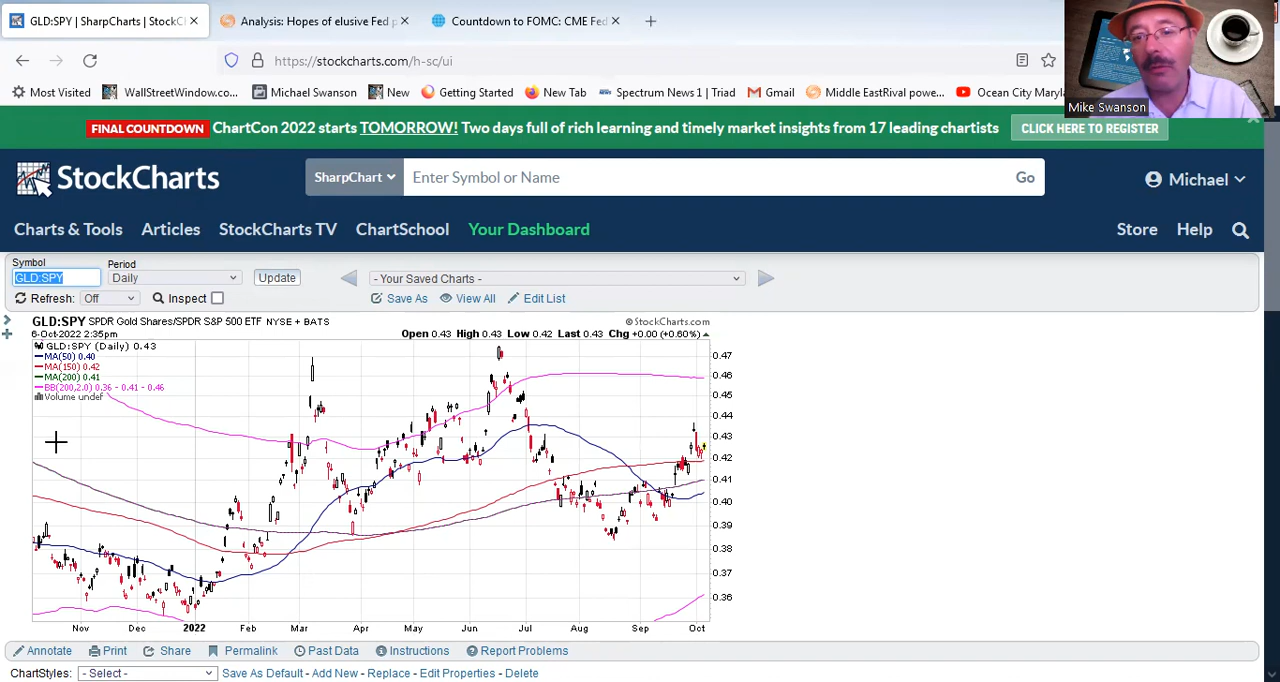 GLD:SPY | SharpCharts | StockCh
Analysis: Hopes of elusive Fed p
Countdown to FOMC: CME Fed
https://stockcharts.com/h-sc/ui
Most Visited
WallStreetWindow.co...
Michael Swanson
New
Getting Started
New Tab
Spectrum News 1 | Triad
Gmail
Middle EastRival powe...
Ocean City Maryla
Mike Swanson
FINAL COUNTDOWN ChartCon 2022 starts TOMORROW! Two days full of rich learning and timely market insights from 17 leading chartists CLICK HERE TO REGISTER
StockCharts
SharpChart
Enter Symbol or Name
Go
Michael
Charts & Tools Articles StockCharts TV ChartSchool Your Dashboard Store Help
Symbol
Period
GLD:SPY
Daily
Update
- Your Saved Charts -
Refresh: Off Inspect
Save As View All Edit List
GLD:SPY SPDR Gold Shares/SPDR S&P 500 ETF NYSE + BATS
© StockCharts.com
6-Oct-2022 2:35pm
Open 0.43 High 0.43 Low 0.42 Last 0.43 Chg +0.00 (+0.60%)
GLD:SPY (Daily) 0.43
MA(50) 0.40
MA(150) 0.42
MA(200) 0.41
BB(200,2.0) 0.36 - 0.41 - 0.46
Volume undef
0.47
0.46
0.45
0.44
0.43
0.42
0.41
0.40
0.39
0.38
0.37
0.36
Nov Dec 2022 Feb Mar Apr May Jun Jul Aug Sep Oct
Annotate Print Share Permalink Past Data Instructions Report Problems
ChartStyles: - Select - Save As Default - Add New - Replace - Edit Properties - Delete